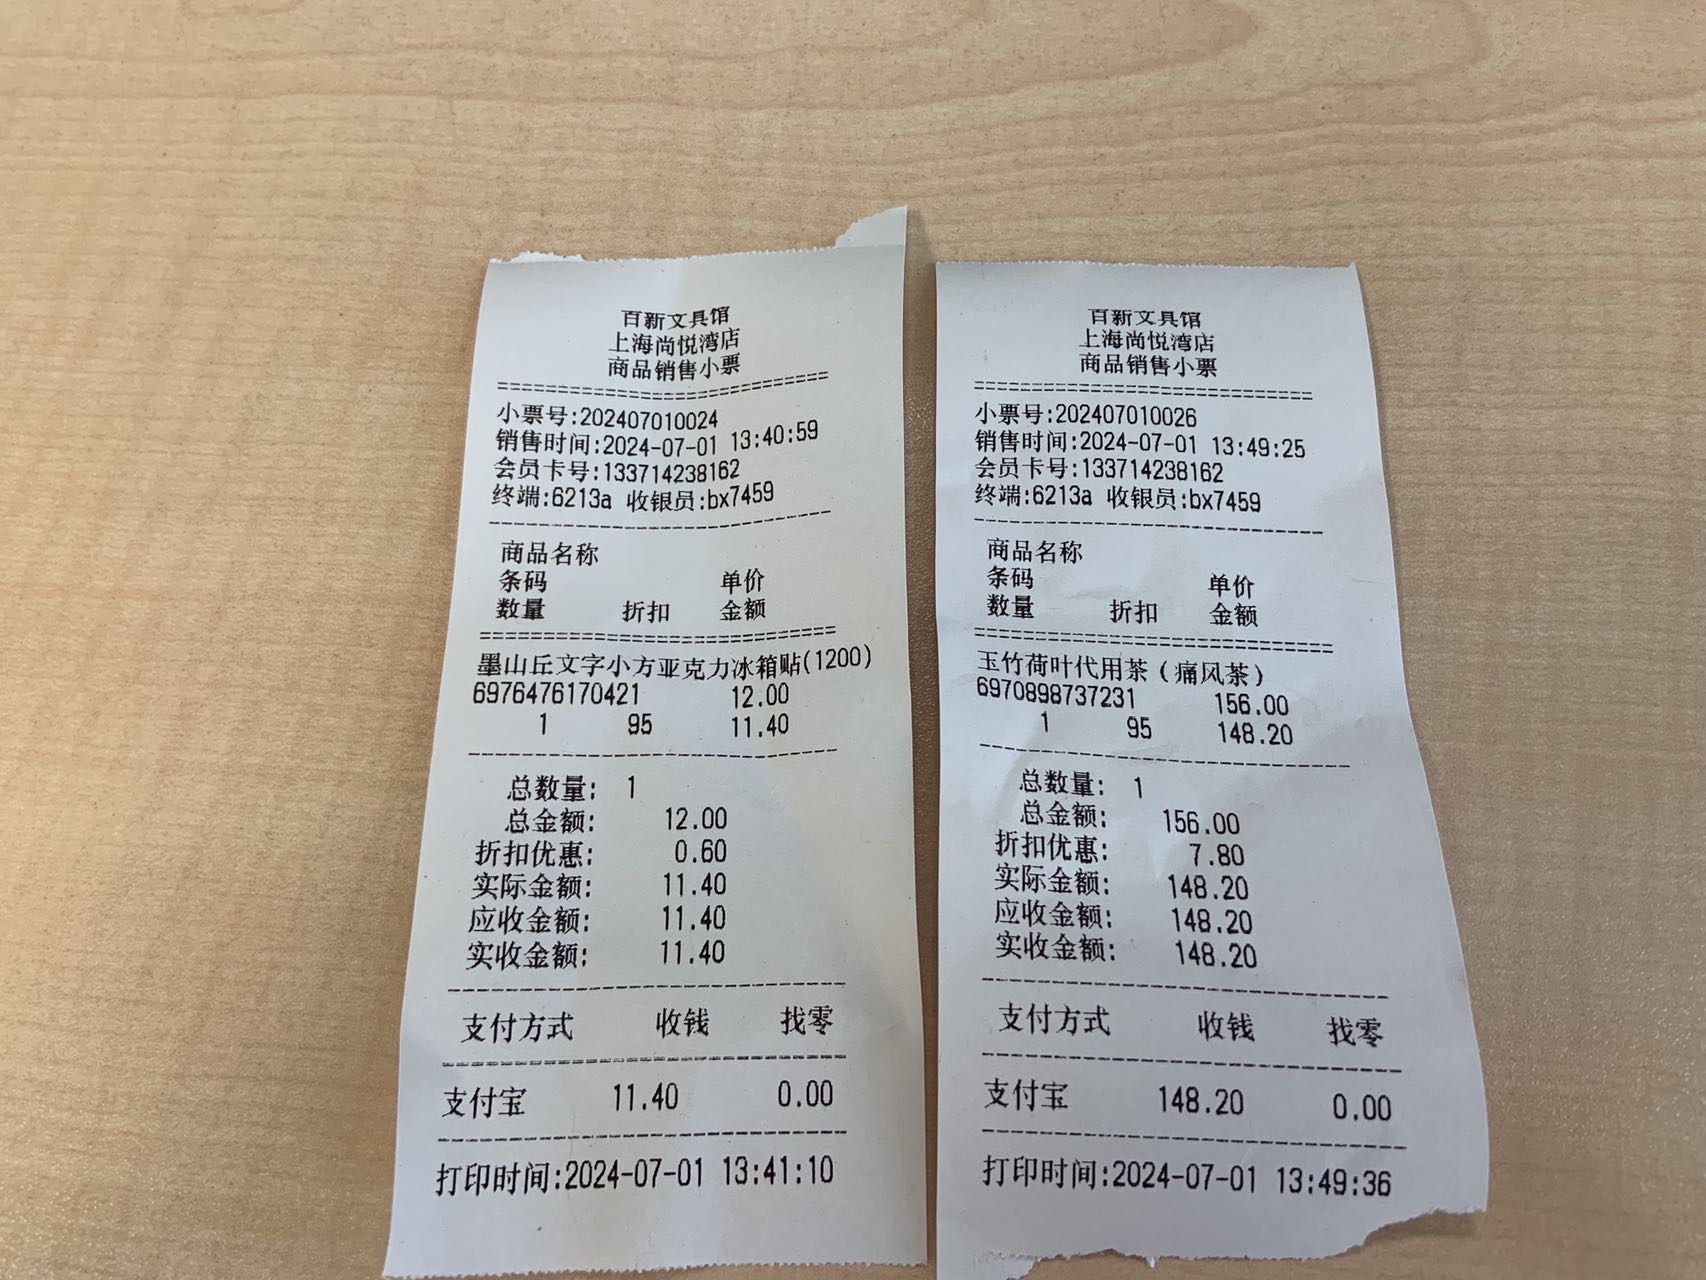 百新文具馆
上海尚悦湾店
商品销售小票
================================
小票号:202407010024
销售时间:2024-07-01 13:40:59
会员卡号:133714238162
终端:6213a 收银员:bx7459
--------------------------------
商品名称
条码 单价
数量 折扣 金额
================================
墨山丘文字小方亚克力冰箱贴(1200)
6976476170421 12.00
1 95 11.40
--------------------------------
总数量: 1
总金额: 12.00
折扣优惠: 0.60
实际金额: 11.40
应收金额: 11.40
实收金额: 11.40
--------------------------------
支付方式 收钱 找零
--------------------------------
支付宝 11.40 0.00
--------------------------------
打印时间:2024-07-01 13:41:10
百新文具馆
上海尚悦湾店
商品销售小票
================================
小票号:202407010026
销售时间:2024-07-01 13:49:25
会员卡号:133714238162
终端:6213a 收银员:bx7459
--------------------------------
商品名称
条码 单价
数量 折扣 金额
================================
玉竹荷叶代用茶（痛风茶）
6970898737231 156.00
1 95 148.20
--------------------------------
总数量: 1
总金额: 156.00
折扣优惠: 7.80
实际金额: 148.20
应收金额: 148.20
实收金额: 148.20
--------------------------------
支付方式 收钱 找零
--------------------------------
支付宝 148.20 0.00
--------------------------------
打印时间:2024-07-01 13:49:36